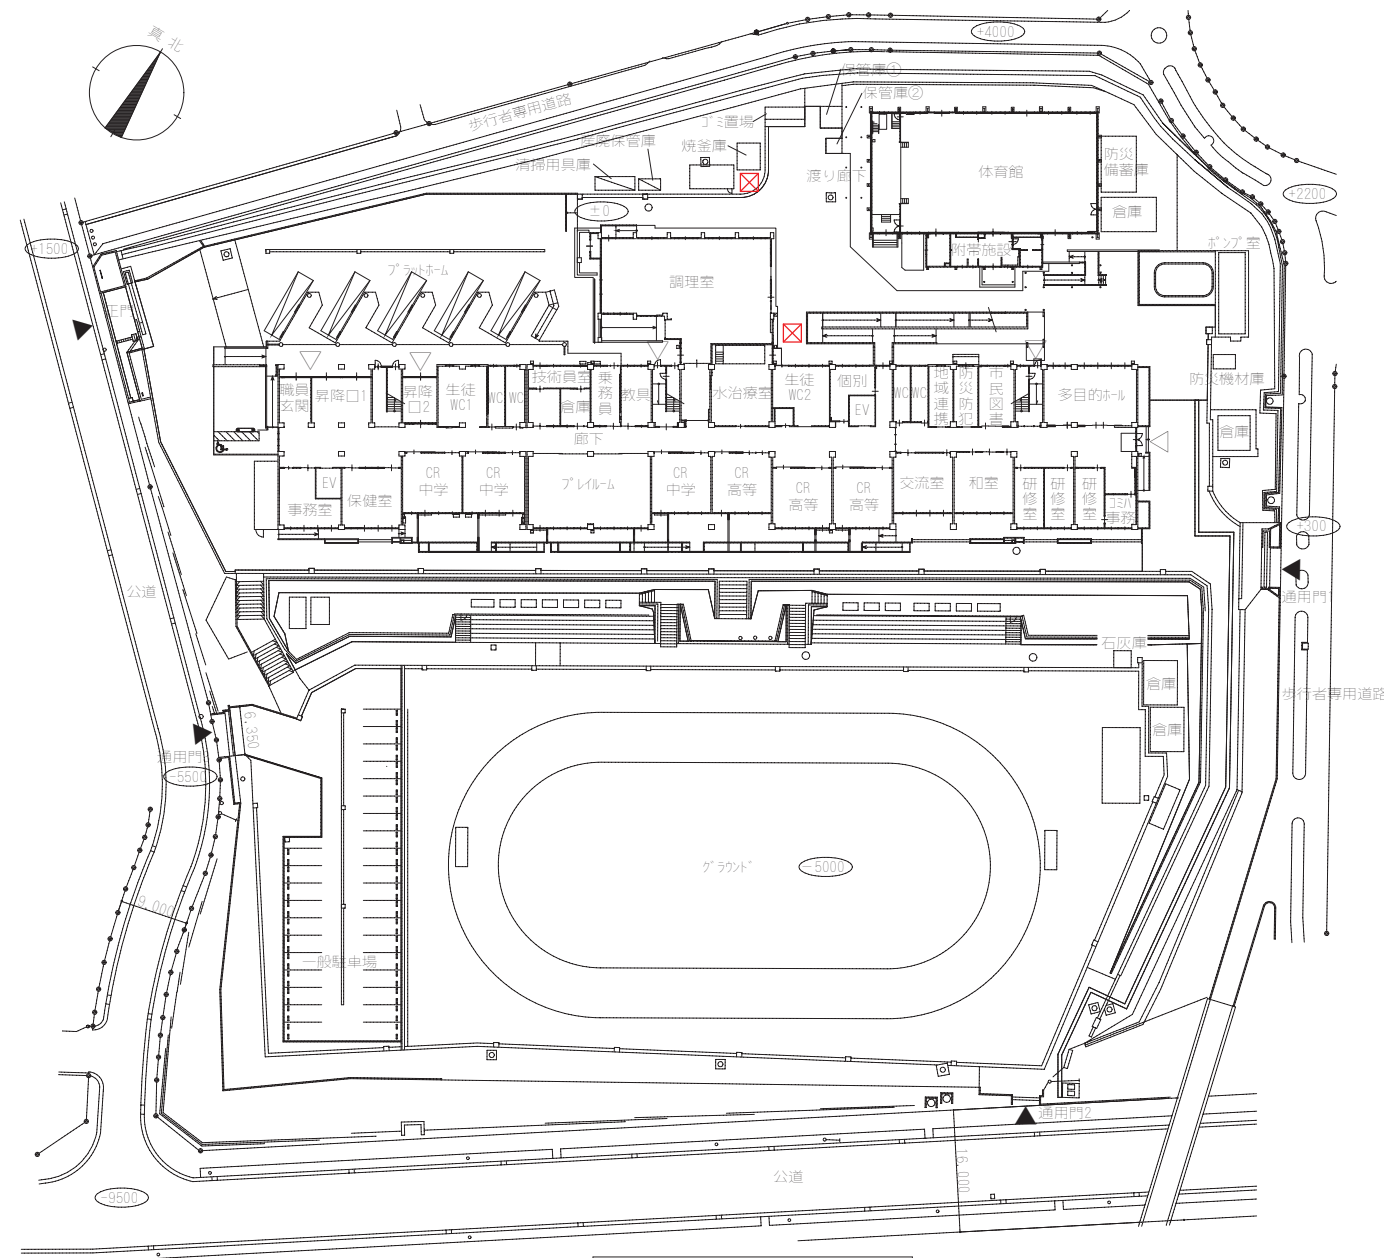 真北
+4000
保管庫①
保管庫②
歩行者専用道路
ゴミ置場
産廃保管庫
焼釜庫
清掃用具庫
渡り廊下
体育館
防災
備蓄庫
倉庫
+2200
±0
+1500
ポンプ室
附帯施設
プラットホーム
調理室
正門
防災機材庫
職員
玄関
昇降口1
昇降
口2
生徒
WC1
WC
WC
技術員室
倉庫
乗務員
教具
水治療室
生徒
WC2
個別
EV
WC
WC
地域連携
防災防犯
市民図書
多目的ホール
倉庫
廊下
EV
事務室
保健室
CR
中学
CR
中学
プレイルーム
CR
中学
CR
高等
CR
高等
CR
高等
交流室
和室
研修室
研修室
研修室
コミハ
事務
+300
公道
通用門1
石灰庫
倉庫
歩行者専用道路
倉庫
6,350
通用門
-5500
グラウンド
-5000
9,000
一般駐車場
通用門2
16,000
公道
-9500